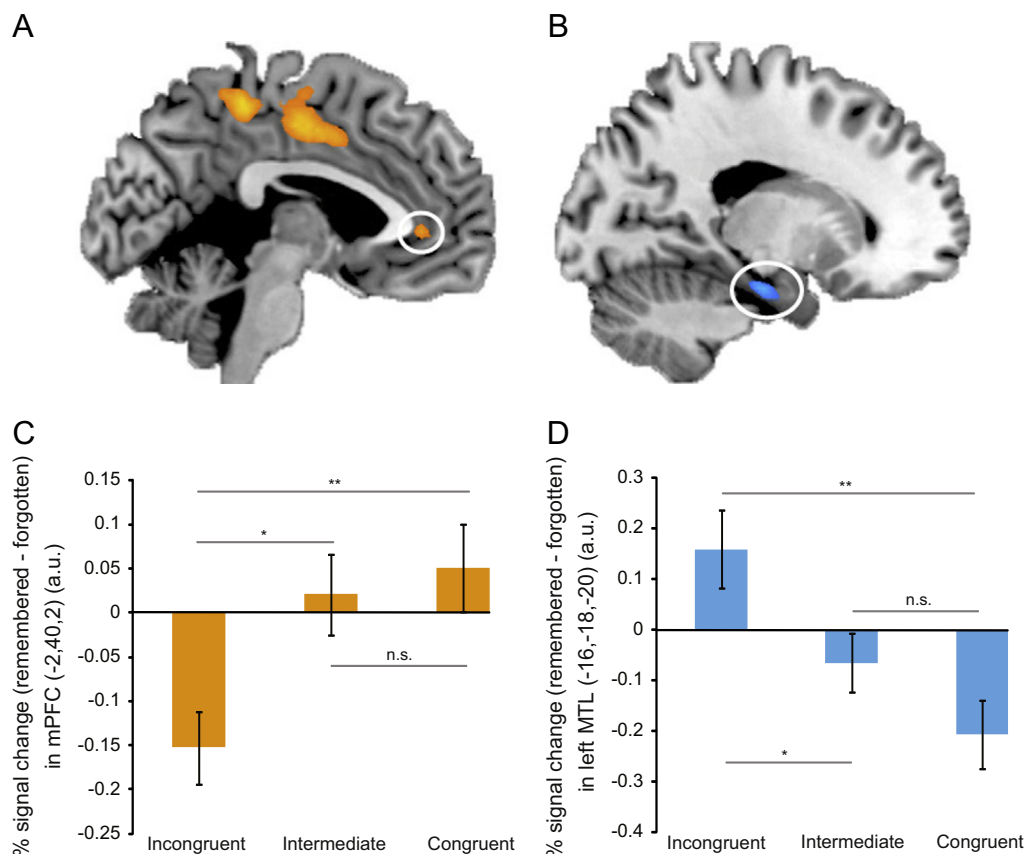 A
B
C
% signal change (remembered - forgotten)
in mPFC (-2,40,2) (a.u.)
0.15
0.1
0.05
0
-0.05
-0.1
-0.15
-0.2
-0.25
**
*
n.s.
Incongruent
Intermediate
Congruent
D
% signal change (remembered - forgotten)
in left MTL (-16,-18,-20) (a.u.)
0.3
0.2
0.1
0
-0.1
-0.2
-0.3
-0.4
**
n.s.
*
Incongruent
Intermediate
Congruent